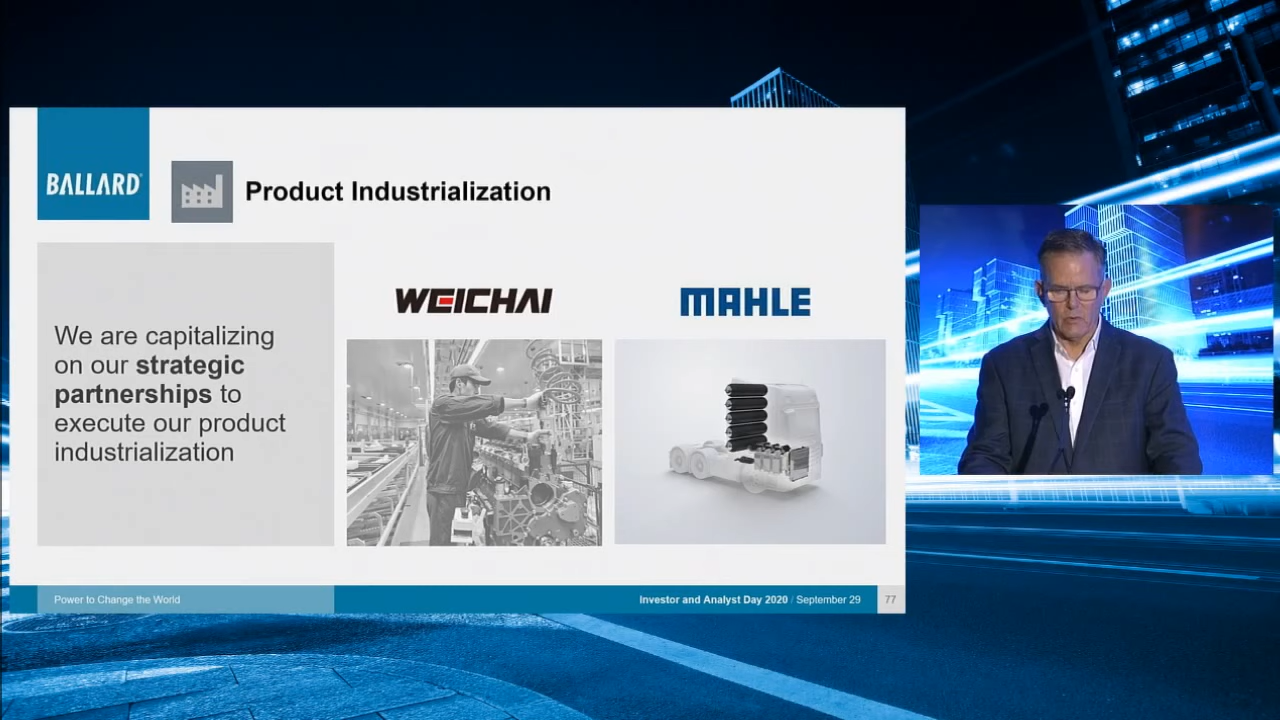 BALLARD
Product Industrialization
We are capitalizing
on our strategic
partnerships to
execute our product
industrialization
WEICHAI
MAHLE
Power to Change the World
Investor and Analyst Day 2020 / September 29
77